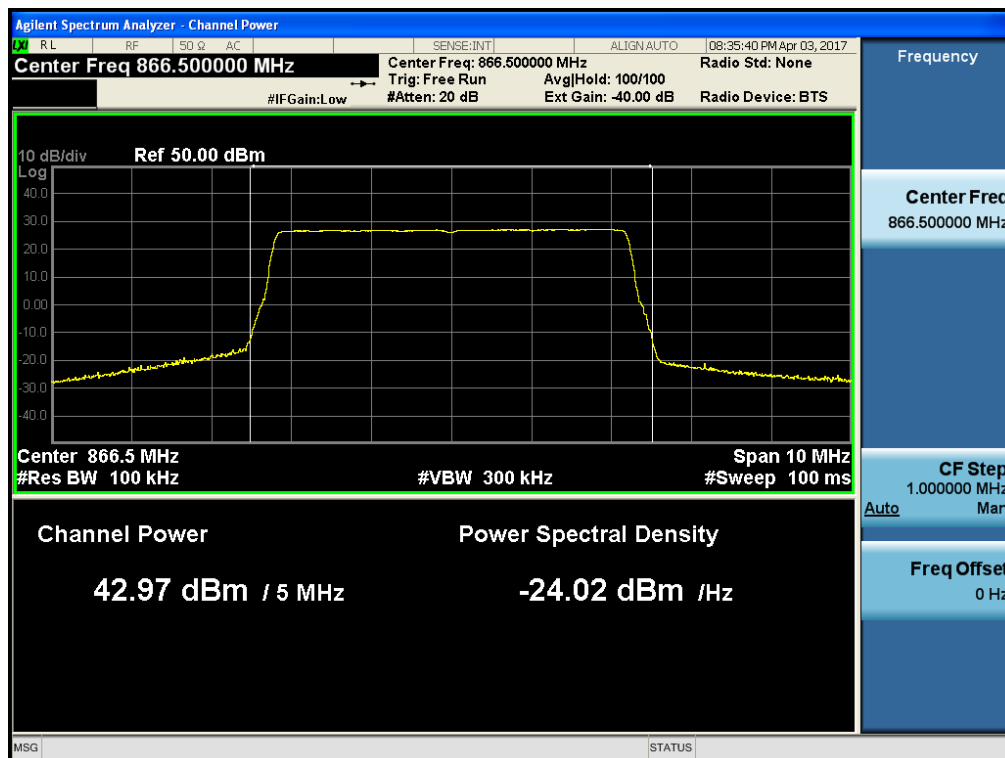 Agilent Spectrum Analyzer - Channel Power
LXI RL RF 50 Ω AC SENSE:INT ALIGN AUTO 08:35:40 PM Apr 03, 2017
Center Freq 866.500000 MHz
Center Freq: 866.500000 MHz Radio Std: None
Trig: Free Run Avg|Hold: 100/100
#IFGain:Low #Atten: 20 dB Ext Gain: -40.00 dB Radio Device: BTS
10 dB/div Ref 50.00 dBm
Log
40.0
30.0
20.0
10.0
0.00
-10.0
-20.0
-30.0
-40.0
Center 866.5 MHz Span 10 MHz
#Res BW 100 kHz #VBW 300 kHz #Sweep 100 ms
Channel Power Power Spectral Density
42.97 dBm / 5 MHz -24.02 dBm /Hz
Frequency
Center Freq
866.500000 MHz
CF Step
1.000000 MHz
Auto Man
Freq Offset
0 Hz
MSG STATUS